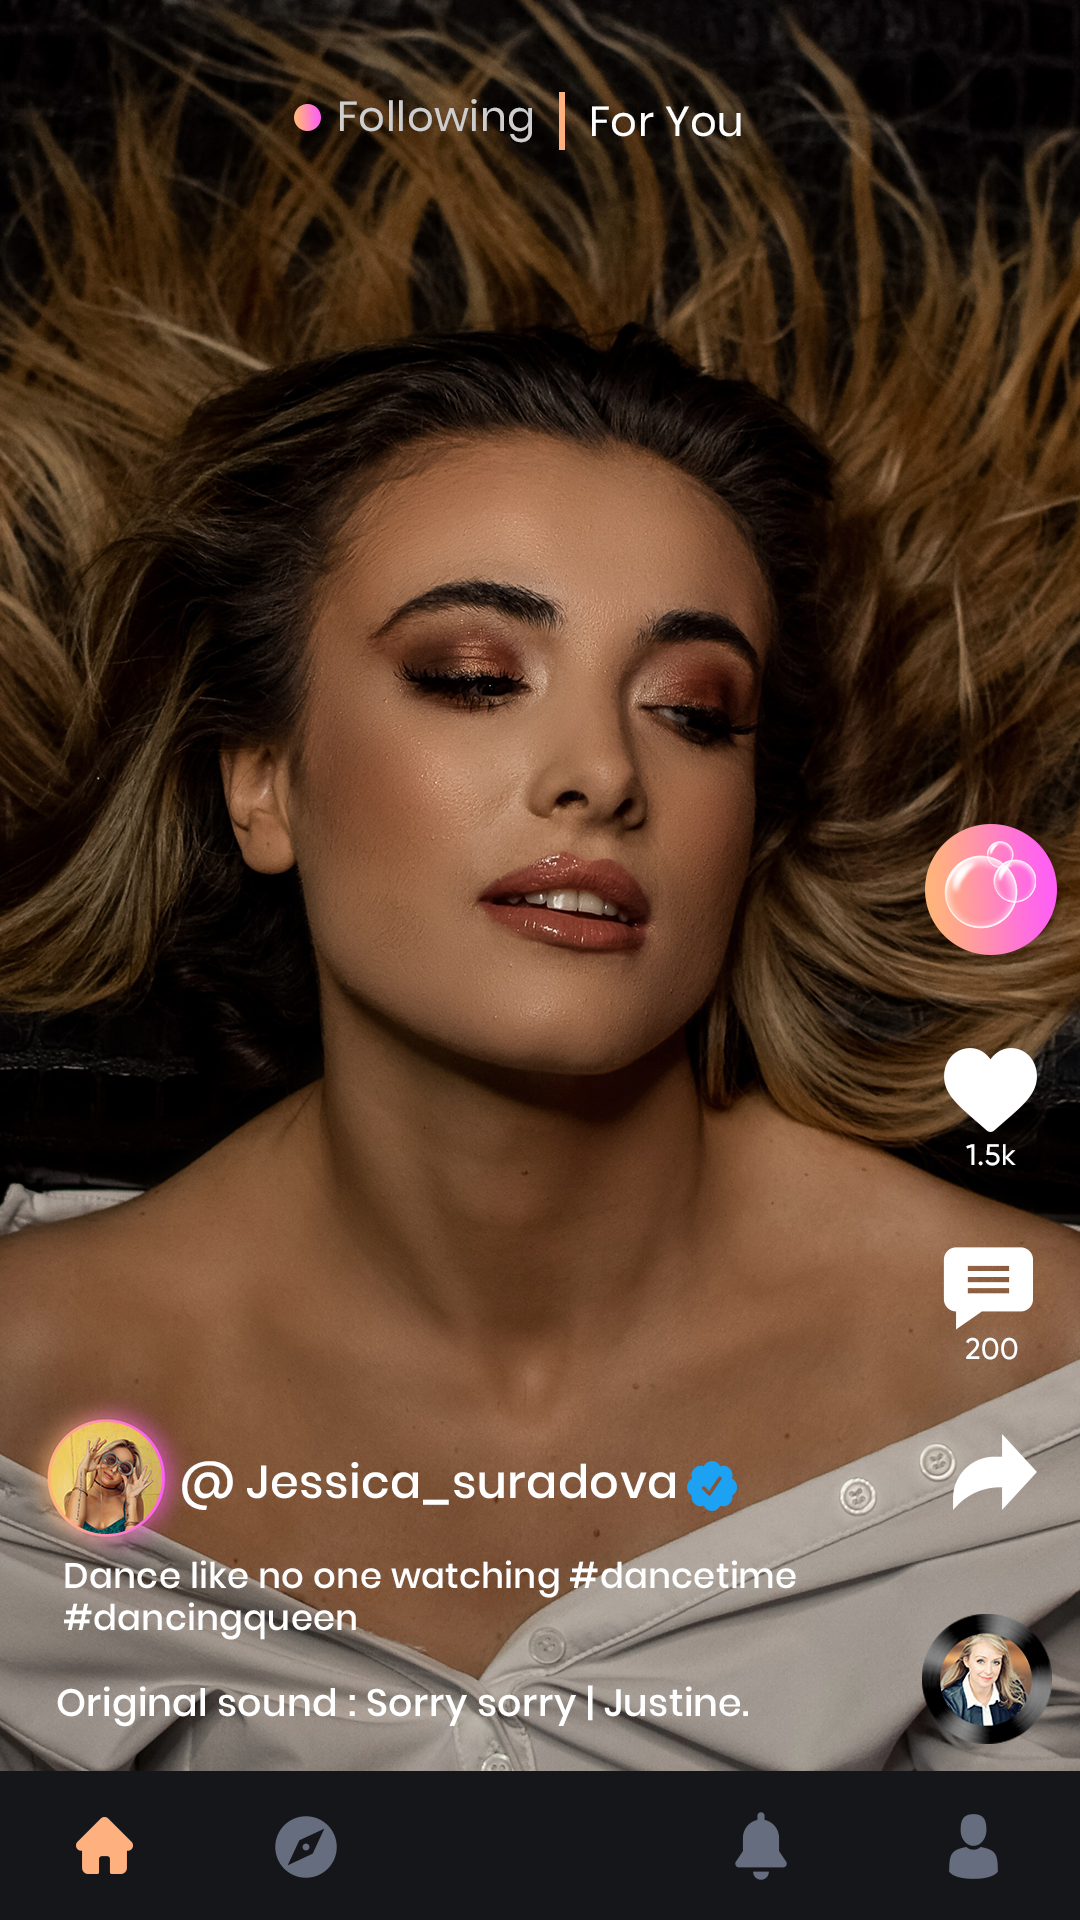 Following | For You
1.5k
200
@ Jessica_suradova
Dance like no one watching #dancetime
#dancingqueen
Original sound : Sorry sorry | Justine.